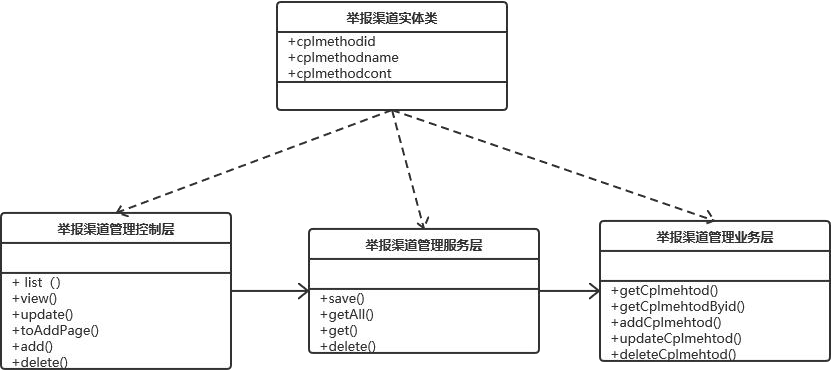 举报渠道实体类
+cplmethodid
+cplmethodname
+cplmethodcont
举报渠道管理控制层
+ list（）
+view()
+update()
+toAddPage()
+add()
+delete()
举报渠道管理服务层
+save()
+getAll()
+get()
+delete()
举报渠道管理业务层
+getCplmehtod()
+getCplmehtodByid()
+addCplmehtod()
+updateCplmehtod()
+deleteCplmehtod()